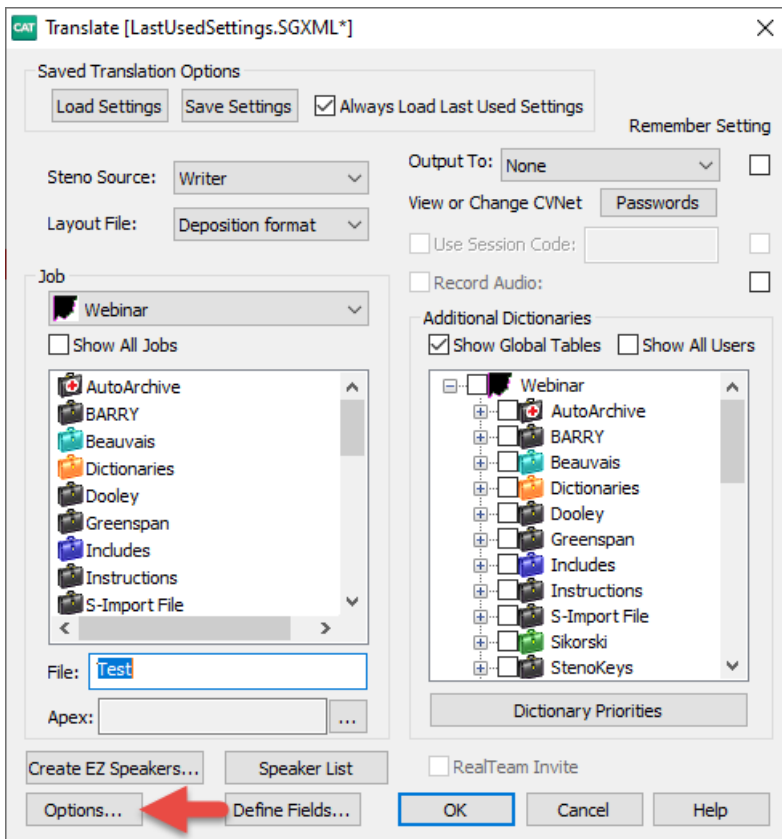 CAT Translate [LastUsedSettings.SGXML*]
Saved Translation Options
Load Settings Save Settings Always Load Last Used Settings
Remember Setting
Steno Source: Writer
Layout File: Deposition format
Output To: None
View or Change CVNet Passwords
Use Session Code:
Record Audio:
Job
Webinar
Show All Jobs
AutoArchive
BARRY
Beauvais
Dictionaries
Dooley
Greenspan
Includes
Instructions
S-Import File
File: Test
Apex: ...
Additional Dictionaries
Show Global Tables Show All Users
Webinar
AutoArchive
BARRY
Beauvais
Dictionaries
Dooley
Greenspan
Includes
Instructions
S-Import File
Sikorski
StenoKeys
Dictionary Priorities
Create EZ Speakers... Speaker List RealTeam Invite
Options... Define Fields... OK Cancel Help